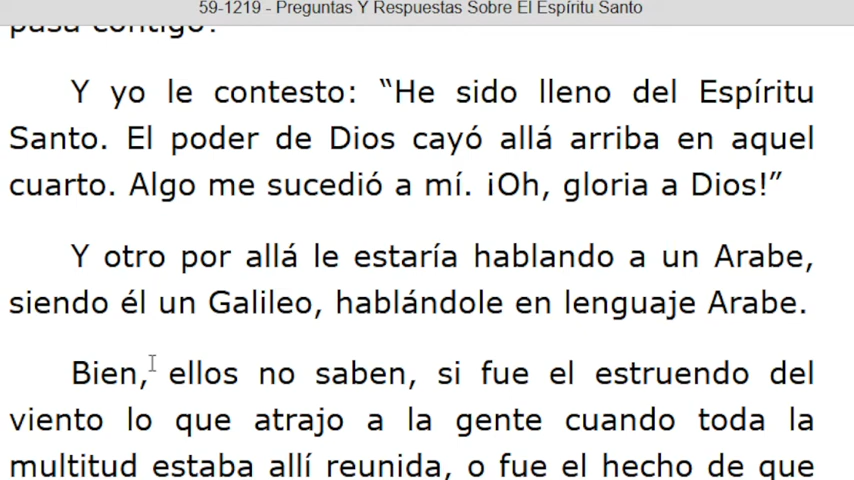 59-1219 - Preguntas Y Respuestas Sobre El Espíritu Santo
pasa contigo?
Y yo le contesto: “He sido lleno del Espíritu
Santo. El poder de Dios cayó allá arriba en aquel
cuarto. Algo me sucedió a mí. ¡Oh, gloria a Dios!”
Y otro por allá le estaría hablando a un Arabe,
siendo él un Galileo, hablándole en lenguaje Arabe.
Bien, ellos no saben, si fue el estruendo del
viento lo que atrajo a la gente cuando toda la
multitud estaba allí reunida, o fue el hecho de que